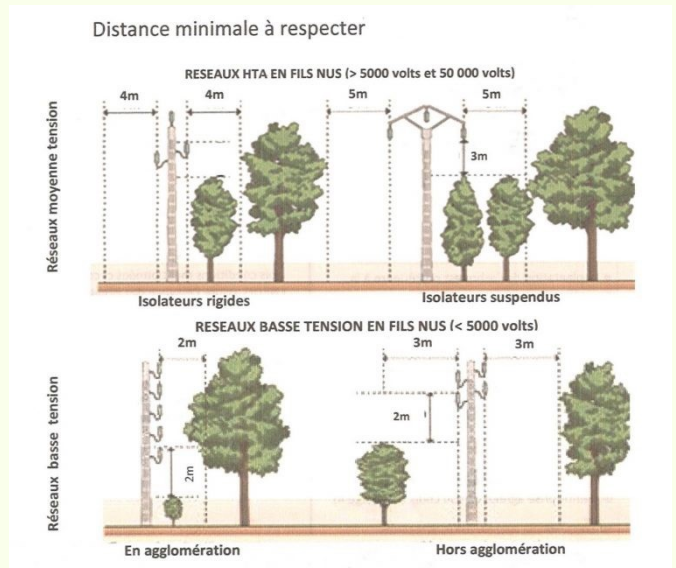 Distance minimale à respecter
RESEAUX HTA EN FILS NUS (> 5000 volts et 50 000 volts)
4m 4m 5m 5m
3m
Réseaux moyenne tension
Isolateurs rigides Isolateurs suspendus
RESEAUX BASSE TENSION EN FILS NUS (< 5000 volts)
2m 3m 3m
2m
2m
Réseaux basse tension
En agglomération Hors agglomération